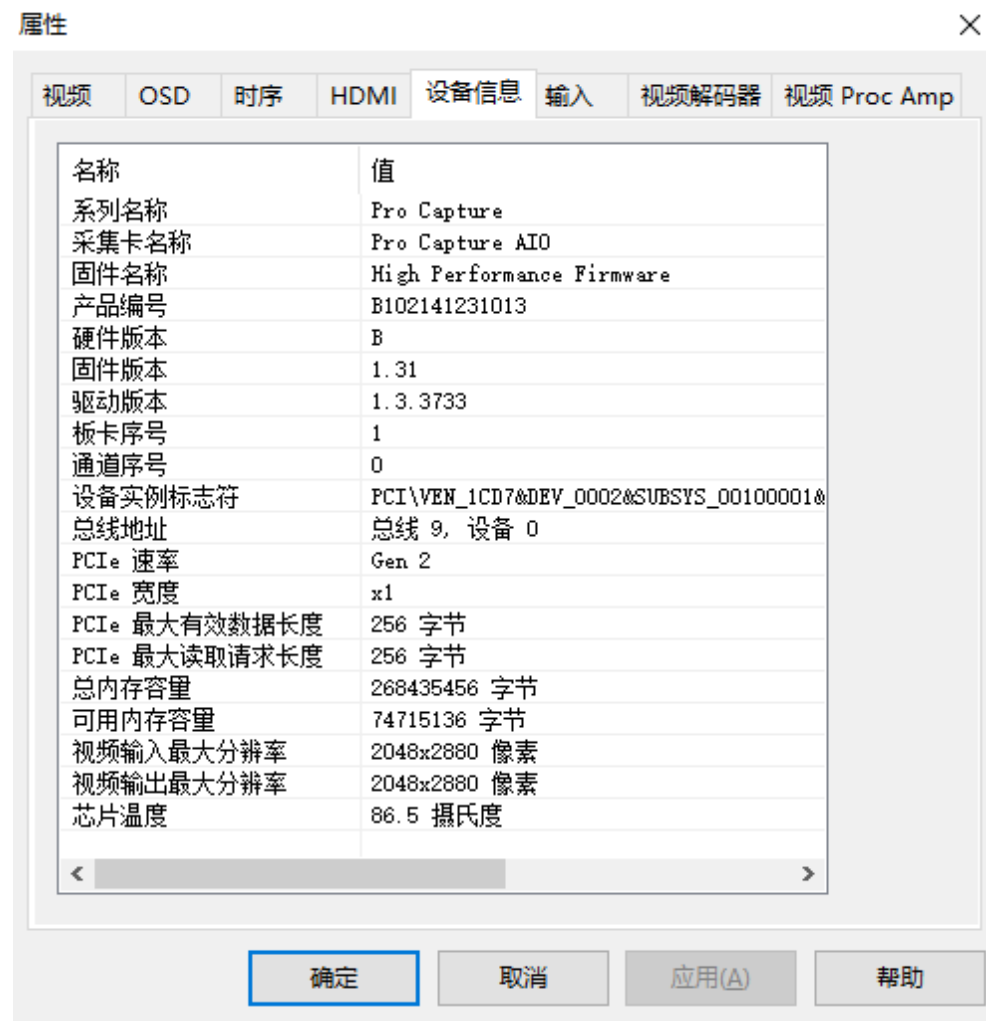 属性
视频 OSD 时序 HDMI 设备信息 输入 视频解码器 视频 Proc Amp
名称 值
系列名称 Pro Capture
采集卡名称 Pro Capture AIO
固件名称 High Performance Firmware
产品编号 B102141231013
硬件版本 B
固件版本 1.31
驱动版本 1.3.3733
板卡序号 1
通道序号 0
设备实例标志符 PCI\VEN_1CD7&DEV_0002&SUBSYS_00100001&
总线地址 总线 9, 设备 0
PCIe 速率 Gen 2
PCIe 宽度 x1
PCIe 最大有效数据长度 256 字节
PCIe 最大读取请求长度 256 字节
总内存容量 268435456 字节
可用内存容量 74715136 字节
视频输入最大分辨率 2048x2880 像素
视频输出最大分辨率 2048x2880 像素
芯片温度 86.5 摄氏度
确定 取消 应用(A) 帮助